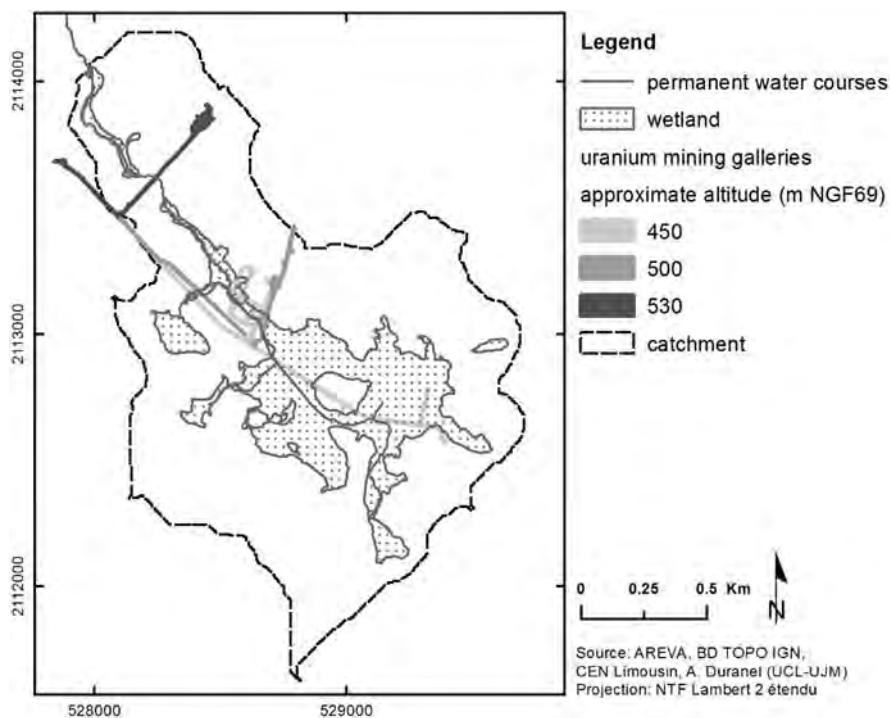 2114000
2113000
2112000
528000
529000
Legend
permanent water courses
wetland
uranium mining galleries
approximate altitude (m NGF69)
450
500
530
catchment
0 0.25 0.5 Km
N
Source: AREVA, BD TOPO IGN,
CEN Limousin, A. Duranel (UCL-UJM)
Projection: NTF Lambert 2 étendu